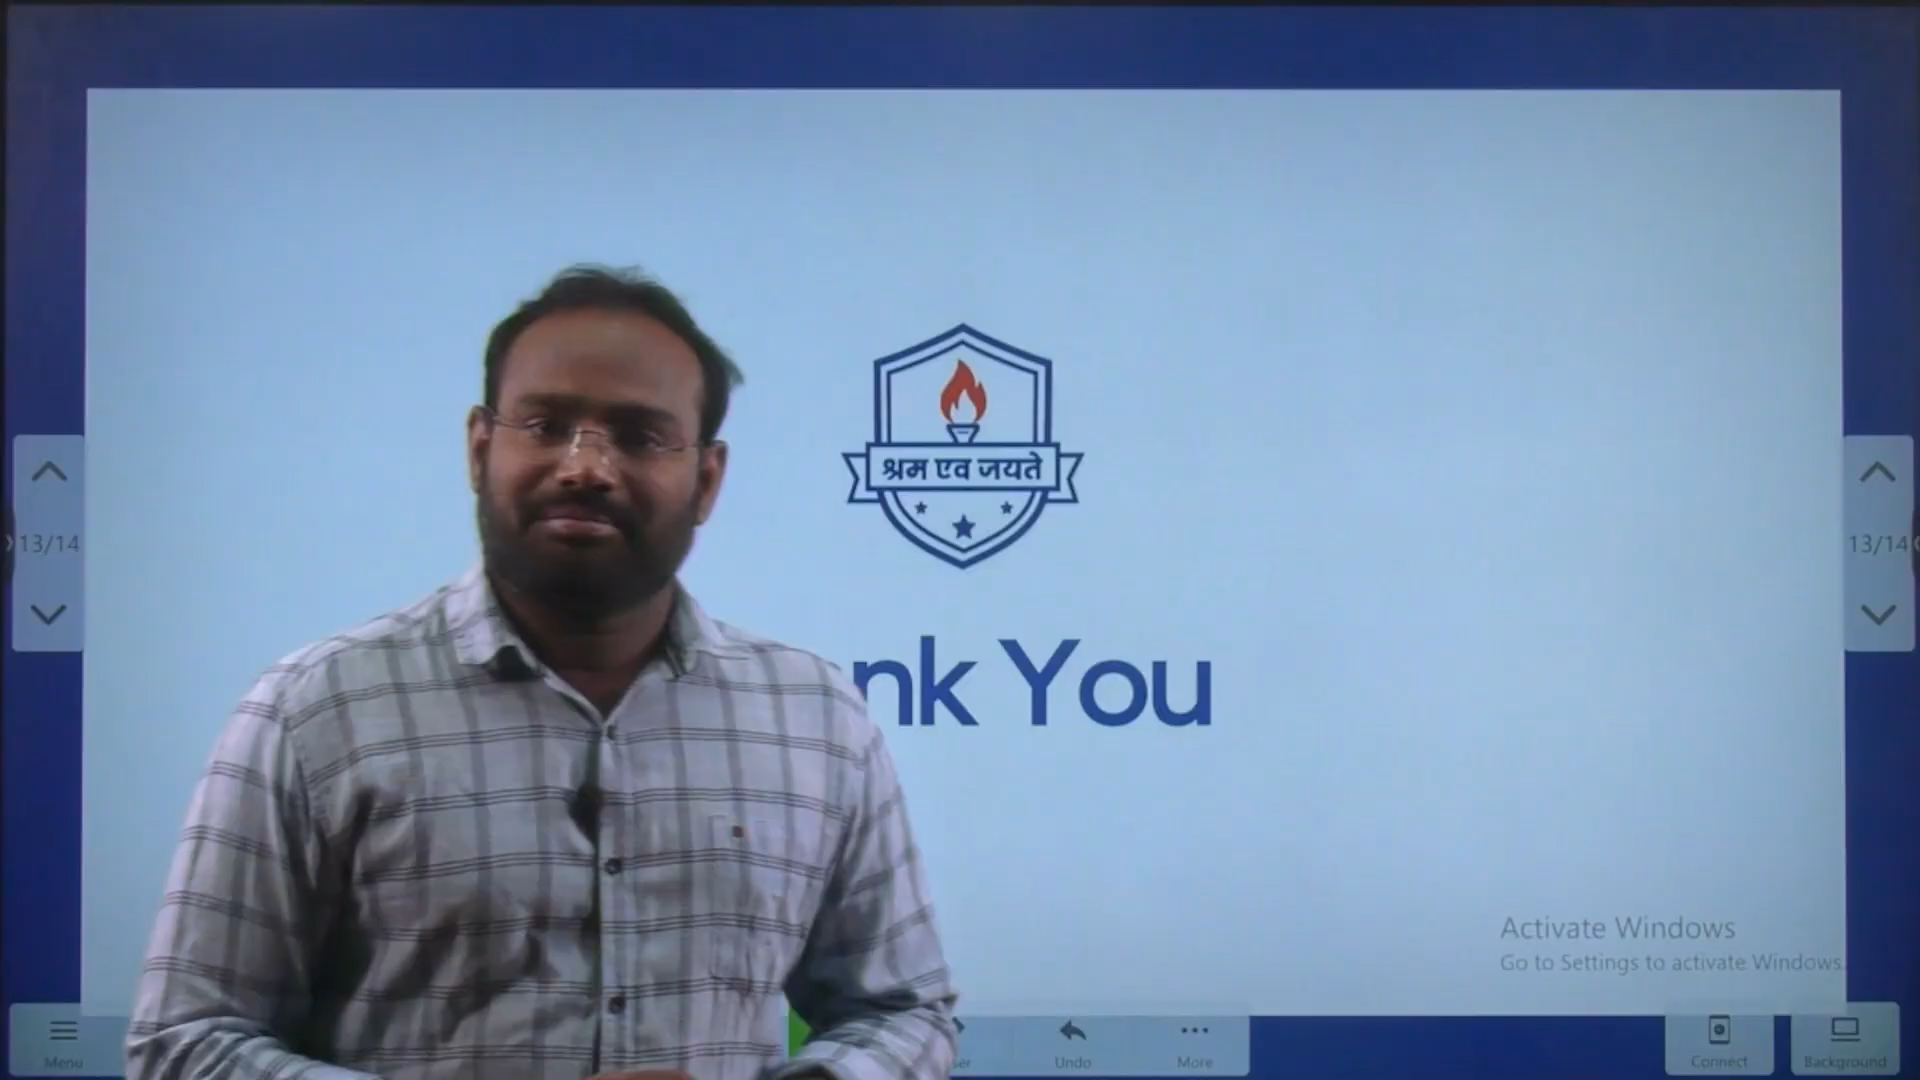 श्रम एव जयते
nk You
13/14
13/14
Activate Windows
Go to Settings to activate Windows.
Menu
Undo
More
Connect
Background